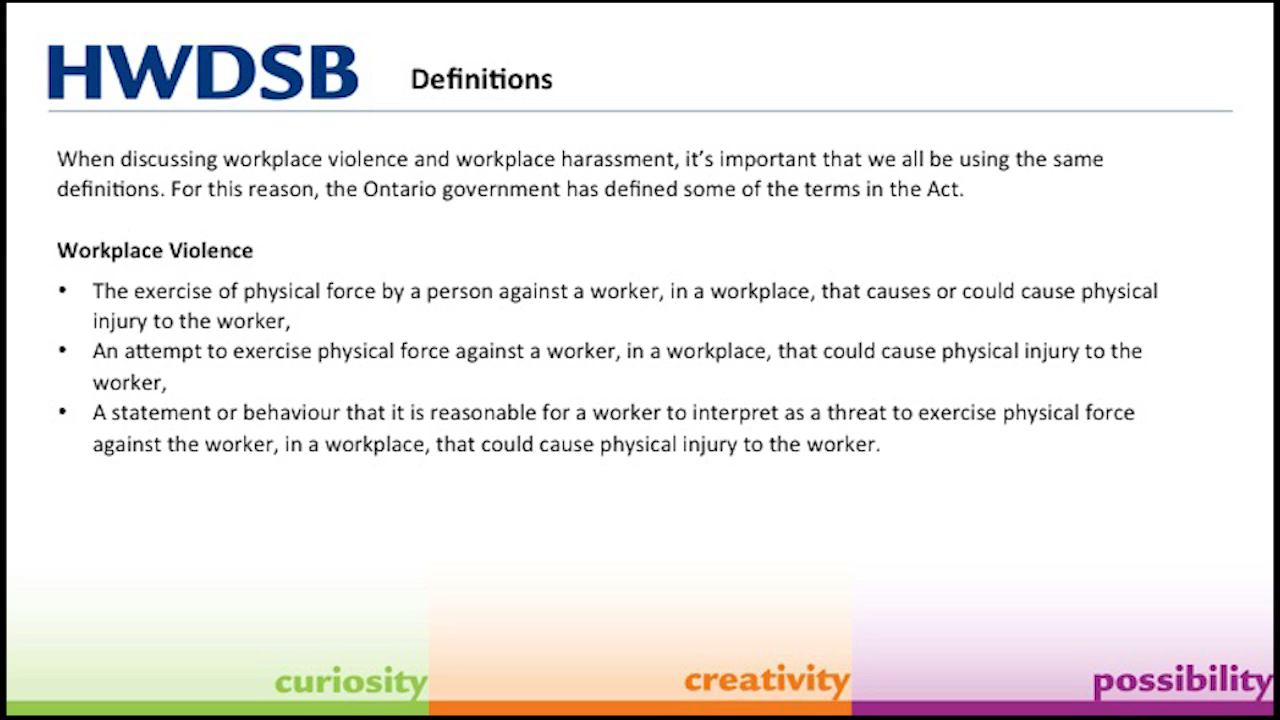 HWDSB
Definitions
When discussing workplace violence and workplace harassment, it's important that we all be using the same
definitions. For this reason, the Ontario government has defined some of the terms in the Act.
Workplace Violence
• The exercise of physical force by a person against a worker, in a workplace, that causes or could cause physical
injury to the worker,
• An attempt to exercise physical force against a worker, in a workplace, that could cause physical injury to the
worker,
• A statement or behaviour that it is reasonable for a worker to interpret as a threat to exercise physical force
against the worker, in a workplace, that could cause physical injury to the worker.
curiosity
creativity
possibility